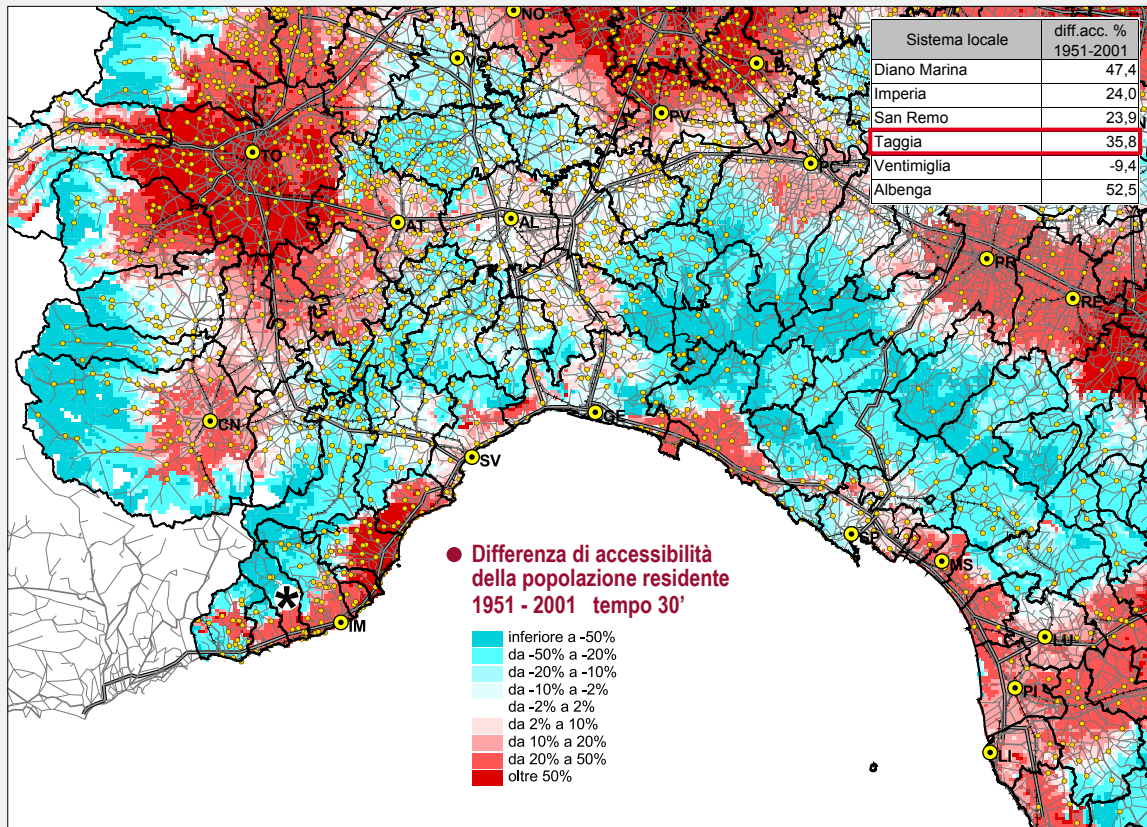 NO
MI
VC
LO
PV
TO
PC
AT
AL
PR
RE
GE
CN
SV
SP
MS
IM
LU
PI
LI
*
Sistema locale diff.acc. % 1951-2001
Diano Marina 47,4
Imperia 24,0
San Remo 23,9
Taggia 35,8
Ventimiglia -9,4
Albenga 52,5
● Differenza di accessibilità
della popolazione residente
1951 - 2001 tempo 30'
inferiore a -50%
da -50% a -20%
da -20% a -10%
da -10% a -2%
da -2% a 2%
da 2% a 10%
da 10% a 20%
da 20% a 50%
oltre 50%